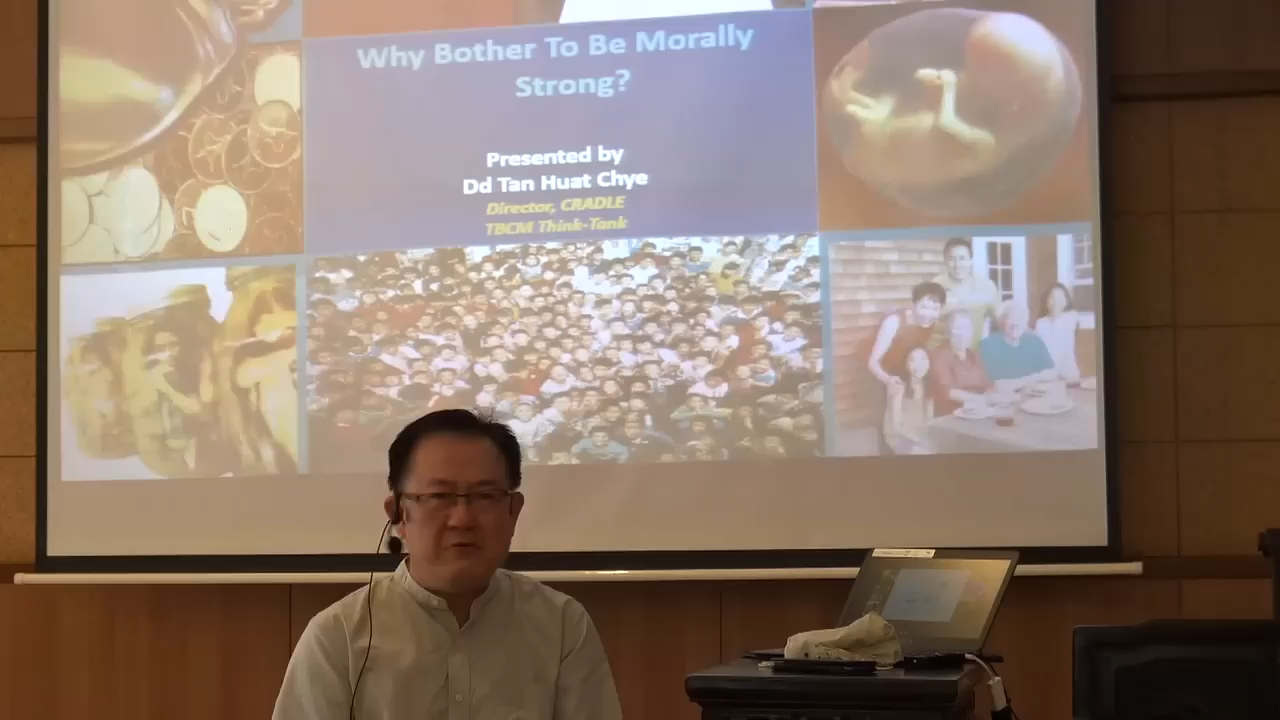 Why Bother To Be Morally
Strong?
Presented by
Dd Tan Huat Chye
Director, CRADLE
TBCM Think-Tank